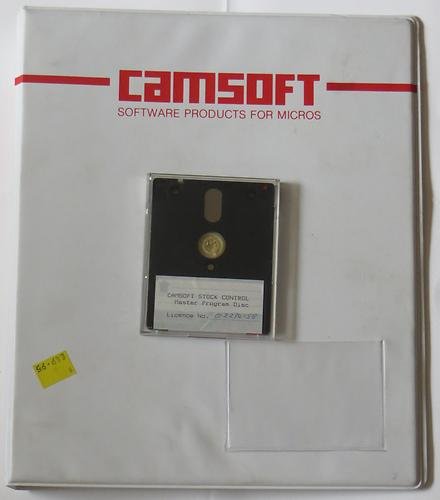 CAMSOFT
SOFTWARE PRODUCTS FOR MICROS
CAMSOFT STOCK CONTROL
Master Program Disc
Licence No.